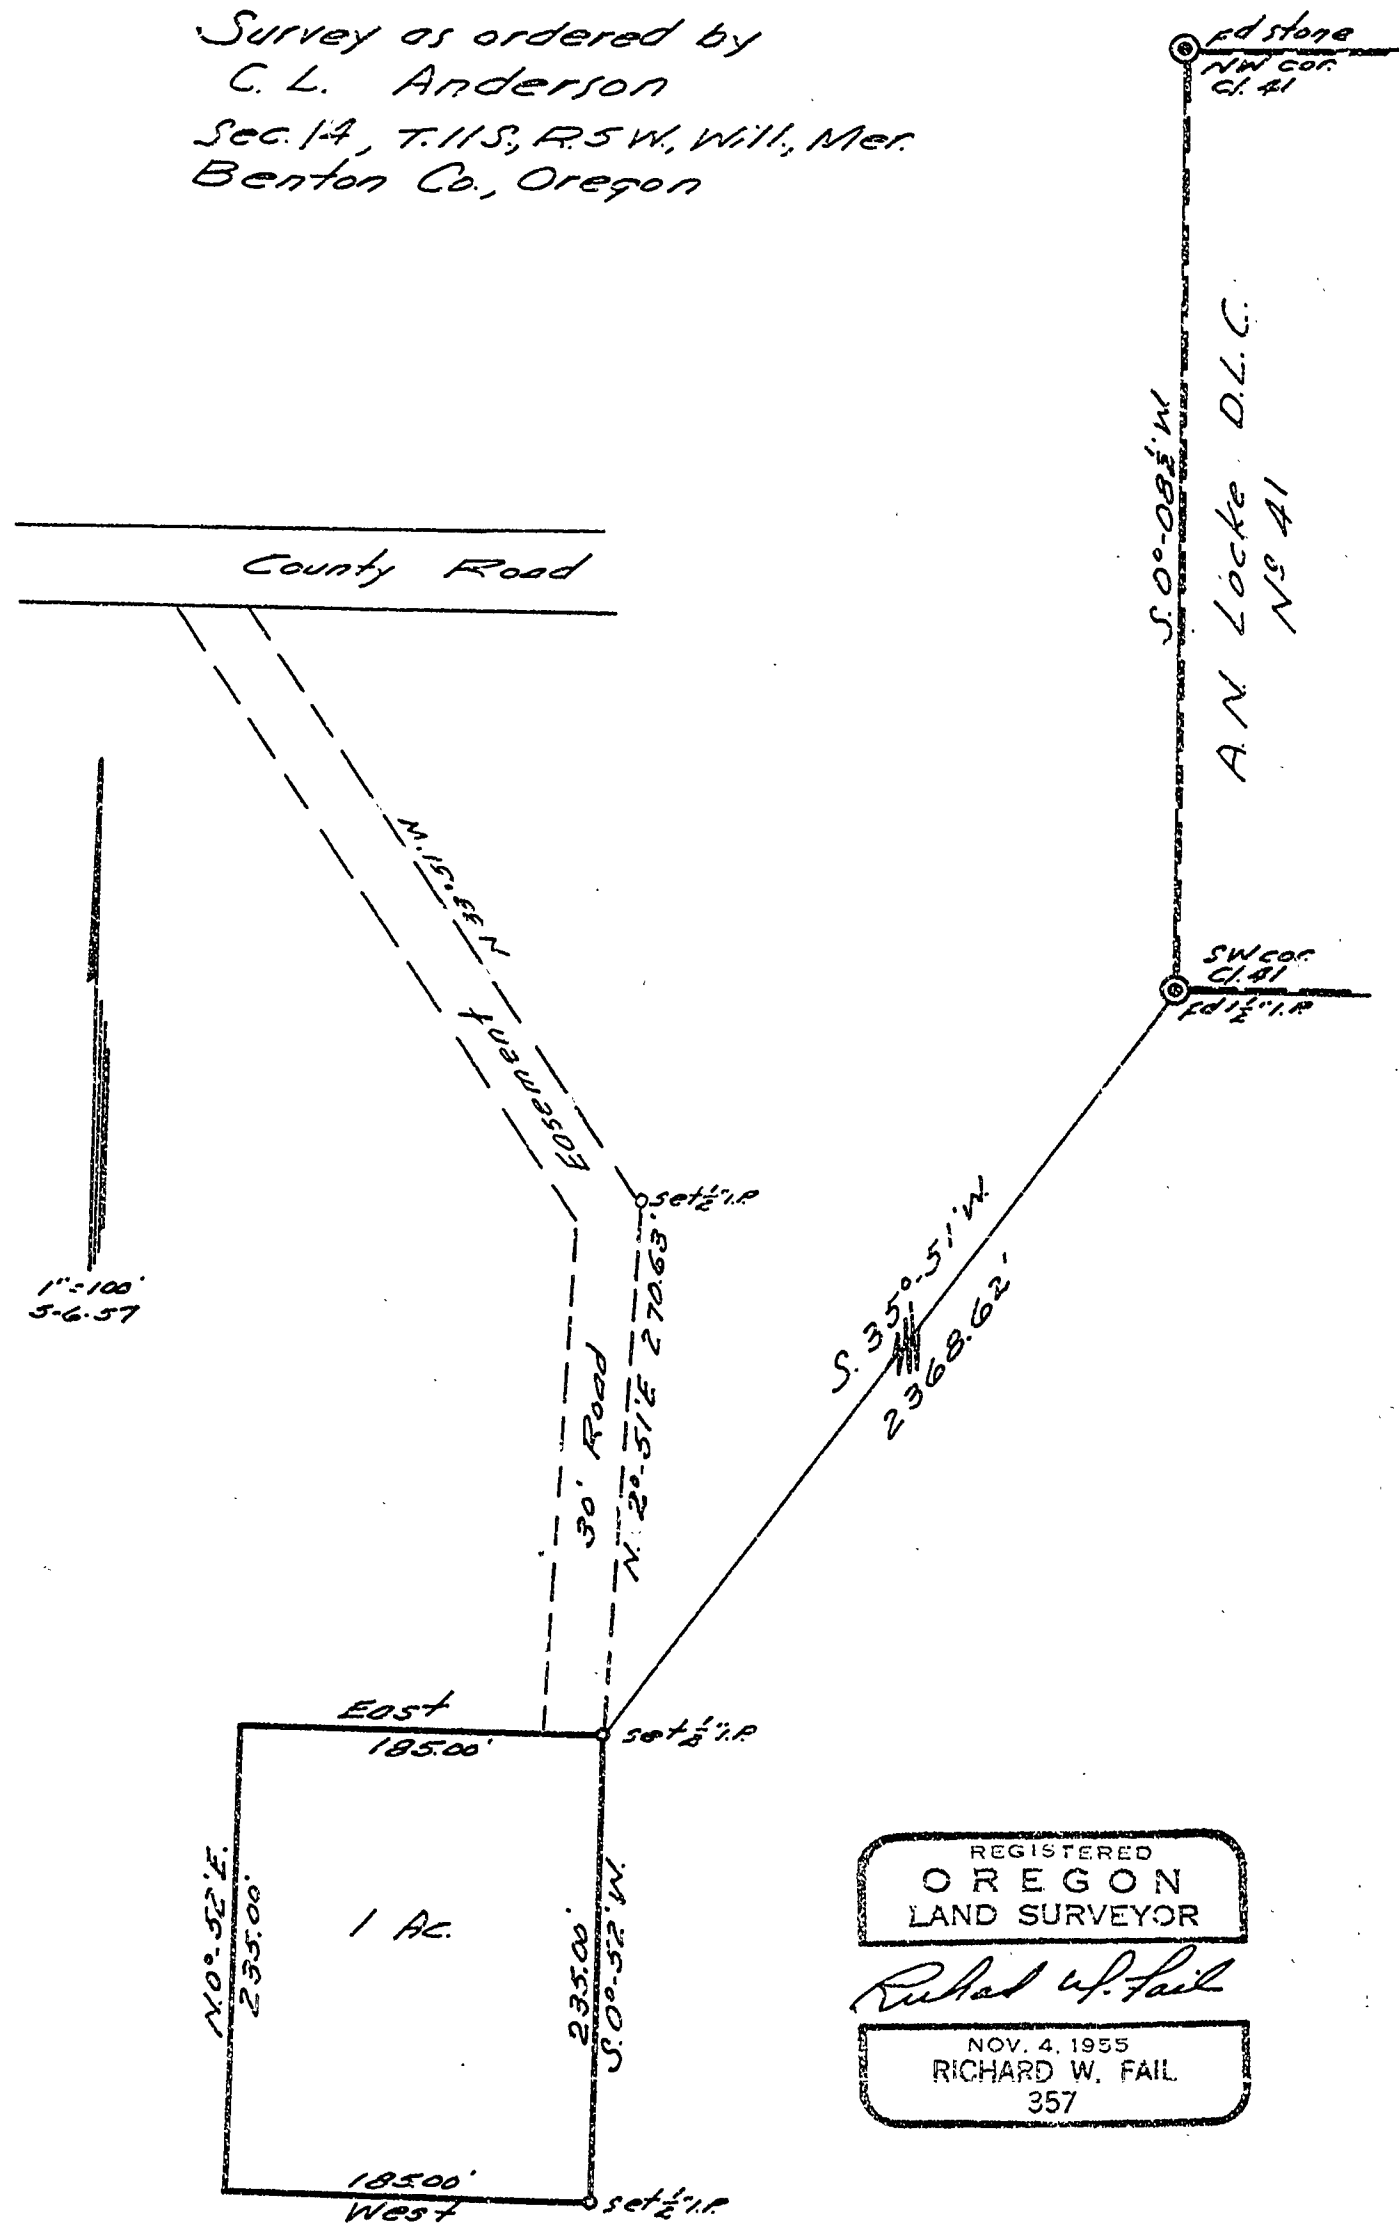 Survey as ordered by
C. L. Anderson
Sec. 14, T.11S., R.5W., Will., Mer.
Benton Co., Oregon
Fd stone
NW cor.
Cl. 41
S. 0°-08½' W.
A. N. Locke D.L.C.
Nº 41
County Road
N. 33°-51' W.
Easement
SW cor.
Cl. 41
Fd 1½" I.P.
1"=100'
5-6-57
set ½" I.P.
30' Road
N. 2°-51' E 270.63'
S. 35°-51' W.
2368.62'
East
185.00'
set ½" I.P.
N. 0°-52' E.
235.00'
1 Ac.
235.00'
S. 0°-52' W.
185.00'
West
set ½" I.P.
REGISTERED
OREGON
LAND SURVEYOR
Richard W. Fail
NOV. 4, 1955
RICHARD W. FAIL
357